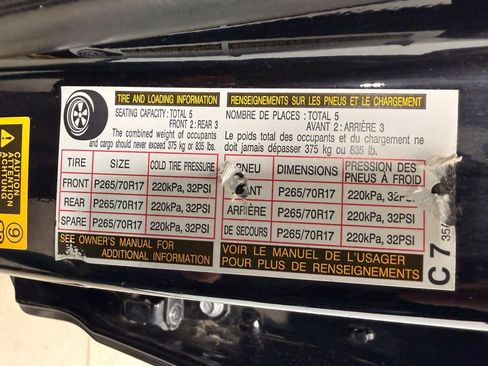 TIRE AND LOADING INFORMATION
SEATING CAPACITY: TOTAL 5
FRONT 2 : REAR 3
The combined weight of occupants
and cargo should never exceed 375 kg or 835 lbs.
TIRE SIZE COLD TIRE PRESSURE
FRONT P265/70R17 220kPa, 32PSI
REAR P265/70R17 220kPa, 32PSI
SPARE P265/70R17 220kPa, 32PSI
SEE OWNER'S MANUAL FOR
ADDITIONAL INFORMATION
RENSEIGNEMENTS SUR LES PNEUS ET LE CHARGEMENT
NOMBRE DE PLACES : TOTAL 5
AVANT 2 : ARRIÈRE 3
Le poids total des occupants et du chargement ne
doit jamais dépasser 375 kg ou 835 lb.
DIMENSIONS PRESSION DES
PNEUS À FROID
P265/70R17 220kPa, 32PSI
ARRIÈRE P265/70R17 220kPa, 32PSI
DE SECOURS P265/70R17 220kPa, 32PSI
VOIR LE MANUEL DE L'USAGER
POUR PLUS DE RENSEIGNEMENTS
C 7
CAUTION
ATTENTION